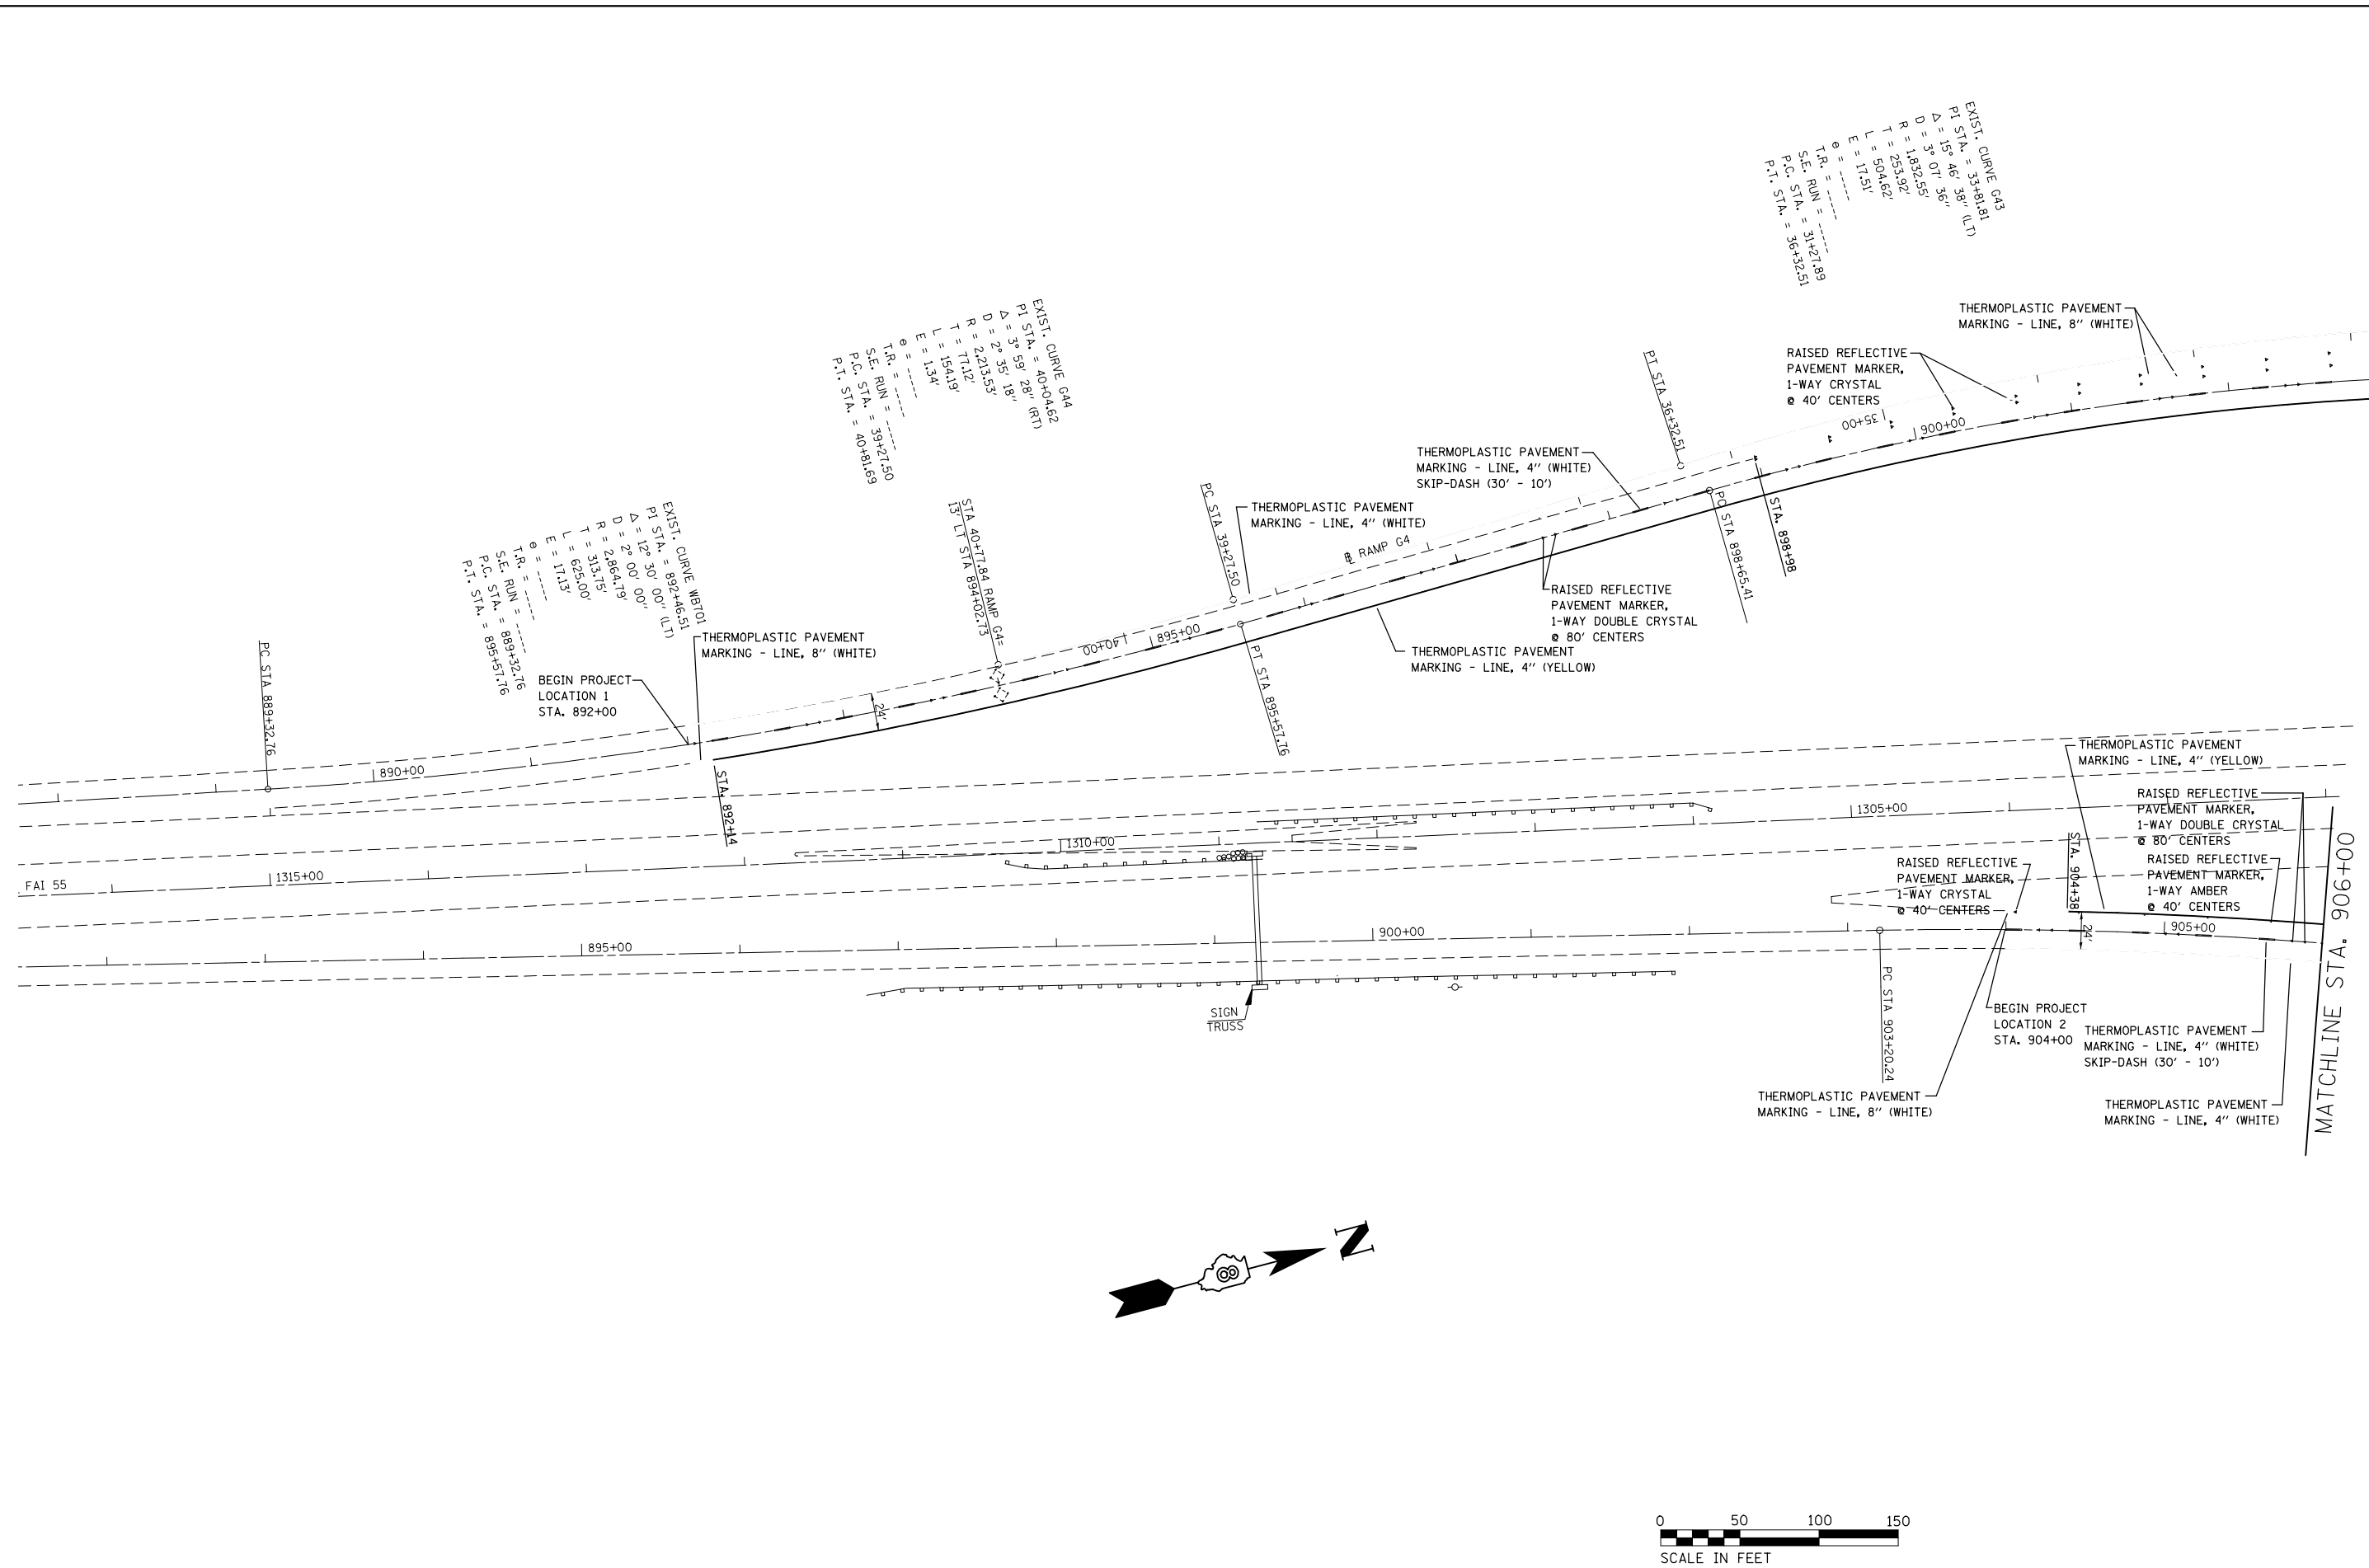 EXIST. CURVE G43
PI STA. = 33+81.81
Δ = 15° 46' 38" (LT)
D = 3° 07' 36"
R = 1,832.55'
T = 253.92'
L = 504.62'
E = 17.51'
e = -----
T.R. = -----
S.E. RUN = -----
P.C. STA. = 31+27.89
P.T. STA. = 36+32.51
EXIST. CURVE G44
PI STA. = 40+04.62
Δ = 3° 59' 28" (RT)
D = 2° 35' 18"
R = 2,213.53'
T = 77.12'
L = 154.19'
E = 1.34'
e = -----
T.R. = -----
S.E. RUN = -----
P.C. STA. = 39+27.50
P.T. STA. = 40+81.69
EXIST. CURVE WB701
PI STA. = 892+46.51
Δ = 12° 30' 00" (LT)
D = 2° 00' 00"
R = 2,864.79'
T = 313.75'
L = 625.00'
E = 17.13'
e = -----
T.R. = -----
S.E. RUN = -----
P.C. STA. = 889+32.76
P.T. STA. = 895+57.76
THERMOPLASTIC PAVEMENT
MARKING - LINE, 8" (WHITE)
RAISED REFLECTIVE
PAVEMENT MARKER,
1-WAY CRYSTAL
@ 40' CENTERS
PT STA 36+32.51
35+00
900+00
THERMOPLASTIC PAVEMENT
MARKING - LINE, 4" (WHITE)
SKIP-DASH (30' - 10')
PC STA 39+27.50
THERMOPLASTIC PAVEMENT
MARKING - LINE, 4" (WHITE)
STA 40+77.84 RAMP G4=
13' LT STA 894+02.73
℄ RAMP G4
PC STA 898+65.41
STA. 898+98
RAISED REFLECTIVE
PAVEMENT MARKER,
1-WAY DOUBLE CRYSTAL
@ 80' CENTERS
THERMOPLASTIC PAVEMENT
MARKING - LINE, 4" (YELLOW)
40+00
895+00
PT STA 895+57.76
THERMOPLASTIC PAVEMENT
MARKING - LINE, 8" (WHITE)
BEGIN PROJECT
LOCATION 1
STA. 892+00
24'
PC STA 889+32.76
890+00
STA. 892+14
THERMOPLASTIC PAVEMENT
MARKING - LINE, 4" (YELLOW)
RAISED REFLECTIVE
PAVEMENT MARKER,
1-WAY DOUBLE CRYSTAL
@ 80' CENTERS
RAISED REFLECTIVE
PAVEMENT MARKER,
1-WAY AMBER
@ 40' CENTERS
1305+00
1310+00
1315+00
FAI 55
RAISED REFLECTIVE
PAVEMENT MARKER,
1-WAY CRYSTAL
@ 40' CENTERS
STA. 904+38
24'
905+00
900+00
895+00
MATCHLINE STA. 906+00
PC STA 903+20.24
SIGN
TRUSS
BEGIN PROJECT
LOCATION 2
STA. 904+00
THERMOPLASTIC PAVEMENT
MARKING - LINE, 4" (WHITE)
SKIP-DASH (30' - 10')
THERMOPLASTIC PAVEMENT
MARKING - LINE, 8" (WHITE)
THERMOPLASTIC PAVEMENT
MARKING - LINE, 4" (WHITE)
N
0 50 100 150
SCALE IN FEET